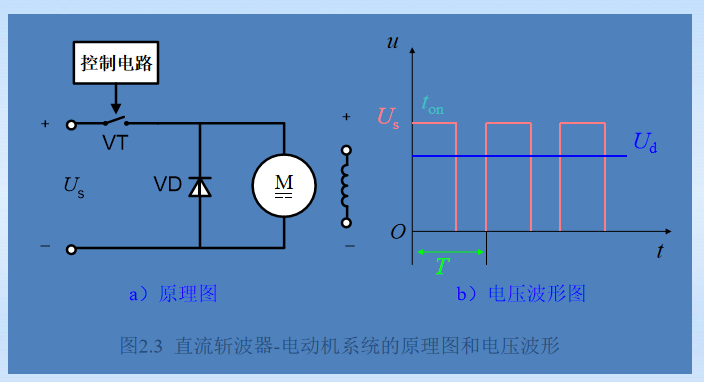 控制电路
+
VT
U_s
VD
M
−
+
−
a）原理图
u
U_s
t_on
U_d
O
T
t
b）电压波形图
图2.3 直流斩波器-电动机系统的原理图和电压波形